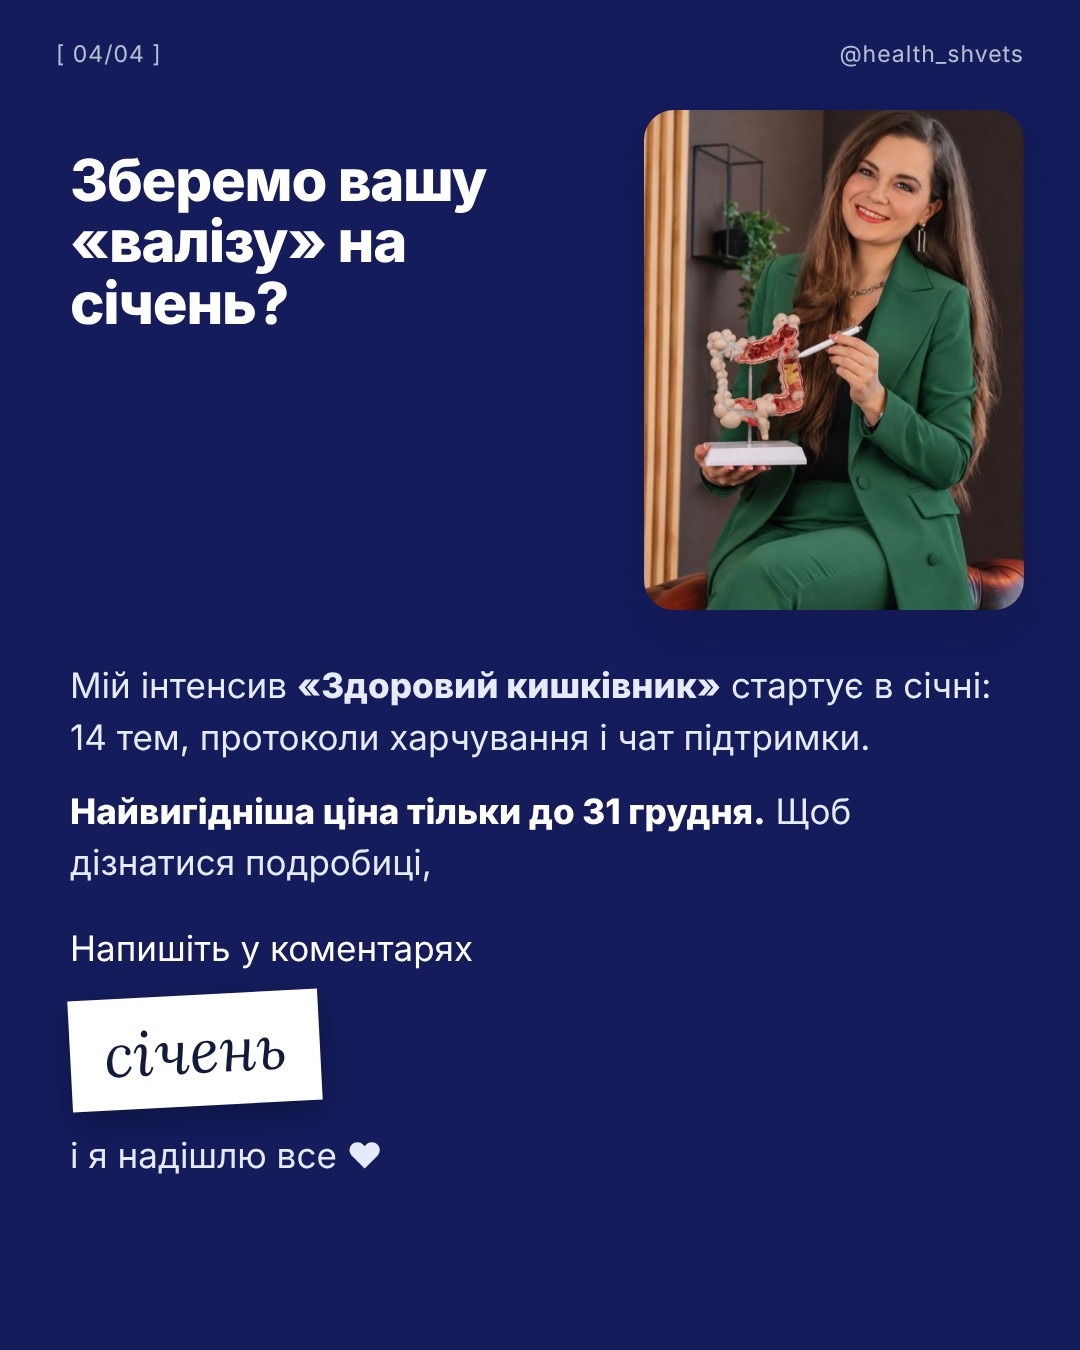 [ 04/04 ]
@health_shvets
Зберемо вашу
«валізу» на
січень?
Мій інтенсив «Здоровий кишківник» стартує в січні:
14 тем, протоколи харчування і чат підтримки.
Найвигідніша ціна тільки до 31 грудня. Щоб
дізнатися подробиці,
Напишіть у коментарях
січень
і я надішлю все ♥